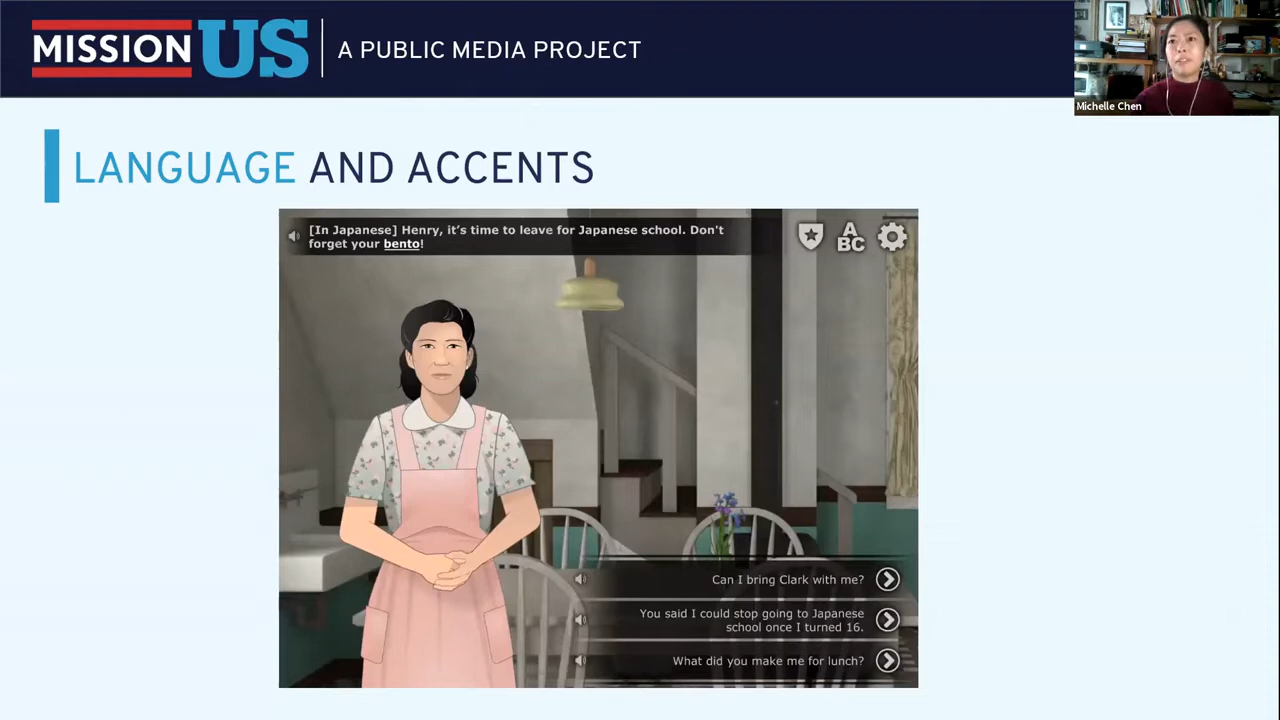 MISSION US
A PUBLIC MEDIA PROJECT
Michelle Chen
LANGUAGE AND ACCENTS
[In Japanese] Henry, it's time to leave for Japanese school. Don't
forget your bento!
A
BC
Can I bring Clark with me?
You said I could stop going to Japanese
school once I turned 16.
What did you make me for lunch?